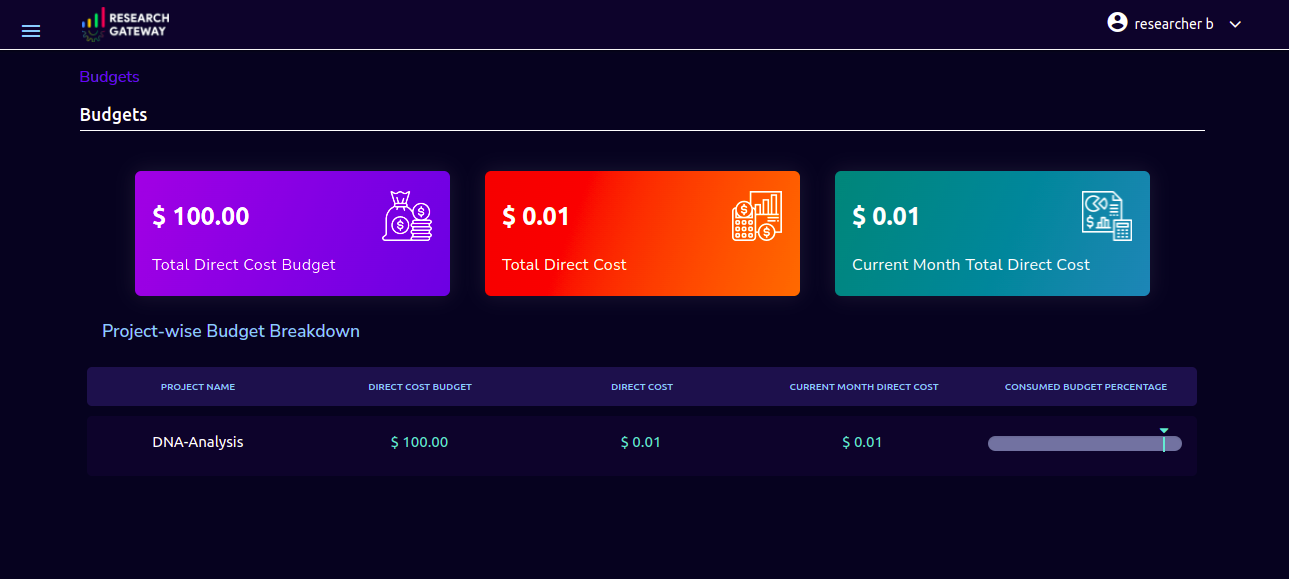 RESEARCH
GATEWAY
researcher b
Budgets
Budgets
$ 100.00
Total Direct Cost Budget
$ 0.01
Total Direct Cost
$ 0.01
Current Month Total Direct Cost
Project-wise Budget Breakdown
PROJECT NAME DIRECT COST BUDGET DIRECT COST CURRENT MONTH DIRECT COST CONSUMED BUDGET PERCENTAGE
DNA-Analysis $ 100.00 $ 0.01 $ 0.01